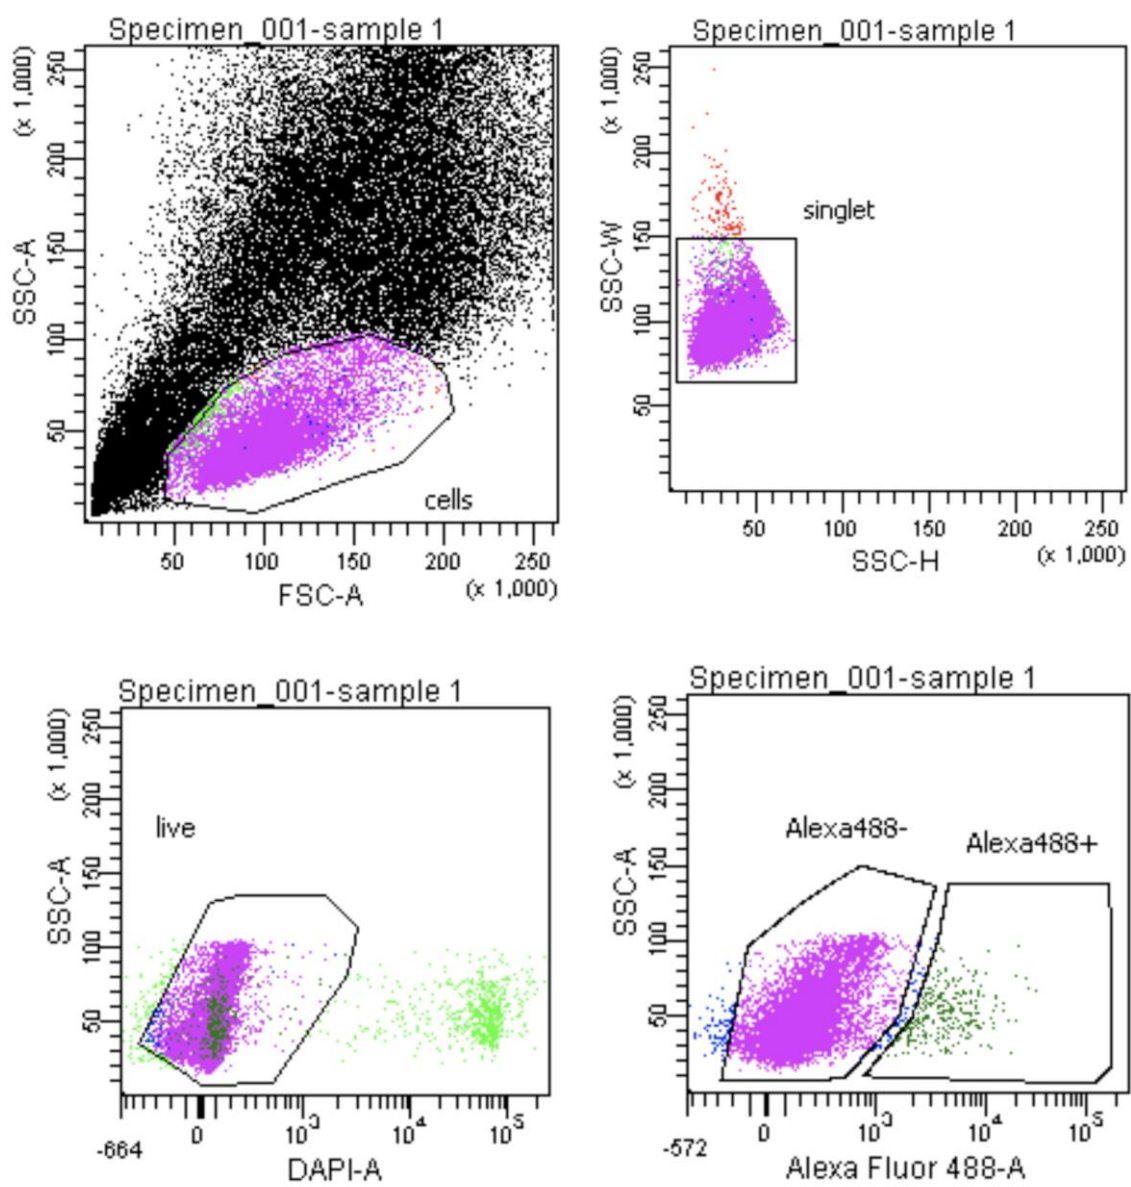 Specimen_001-sample 1
(x 1,000)
SSC-A
250
200
150
100
50
cells
50 100 150 200 250
FSC-A
(x 1,000)
Specimen_001-sample 1
(x 1,000)
SSC-W
250
200
150
100
50
singlet
50 100 150 200 250
SSC-H
(x 1,000)
Specimen_001-sample 1
(x 1,000)
SSC-A
250
200
150
100
50
live
-664
0 10³ 10⁴ 10⁵
DAPI-A
Specimen_001-sample 1
(x 1,000)
SSC-A
250
200
150
100
50
Alexa488-
Alexa488+
-572
0 10³ 10⁴ 10⁵
Alexa Fluor 488-A